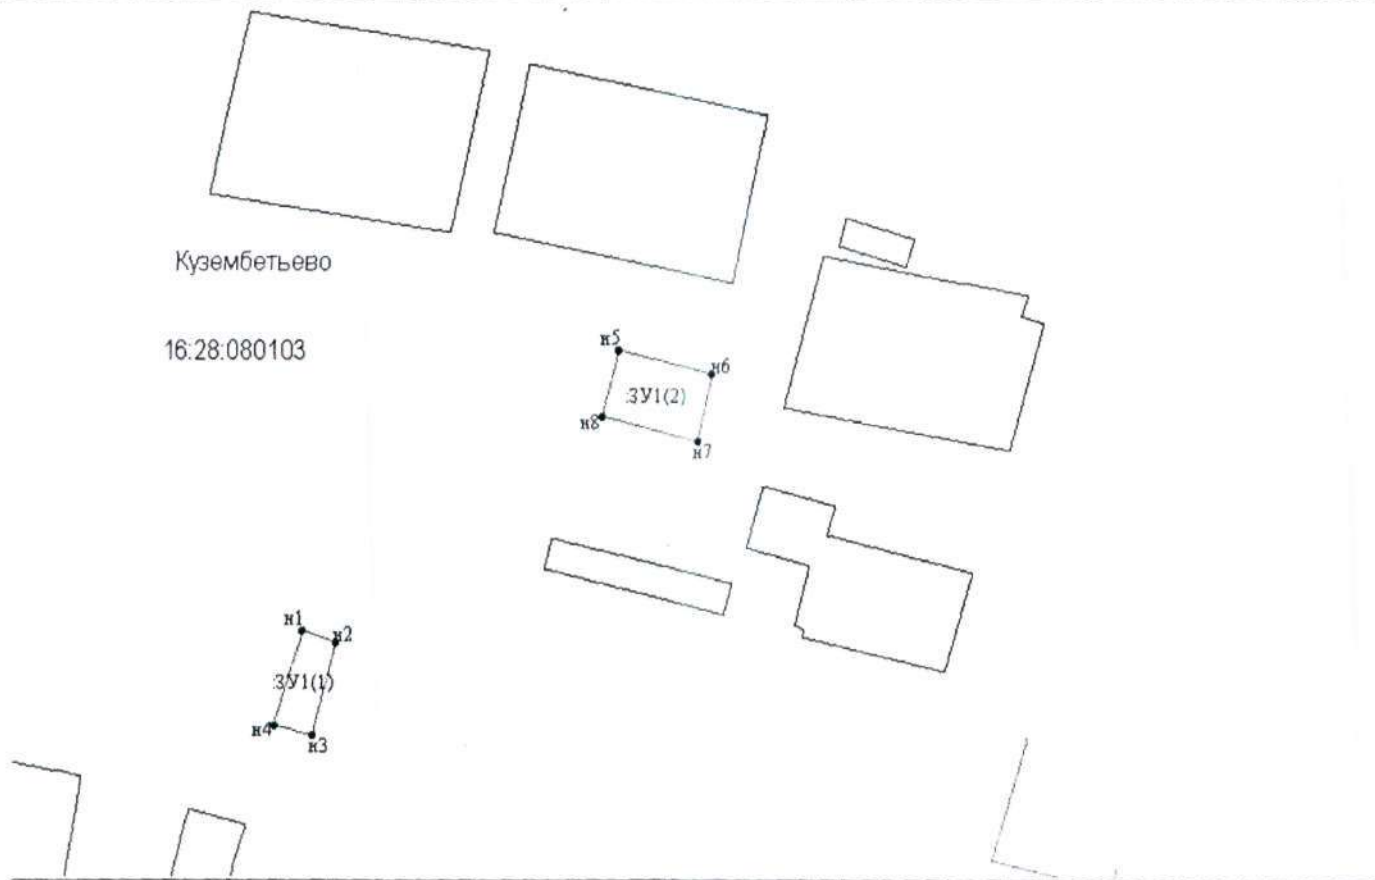 Кузембетьево
16:28:080103
н5
н6
:ЗУ1(2)
н8
н7
н1
н2
:ЗУ1(1)
н4
н3